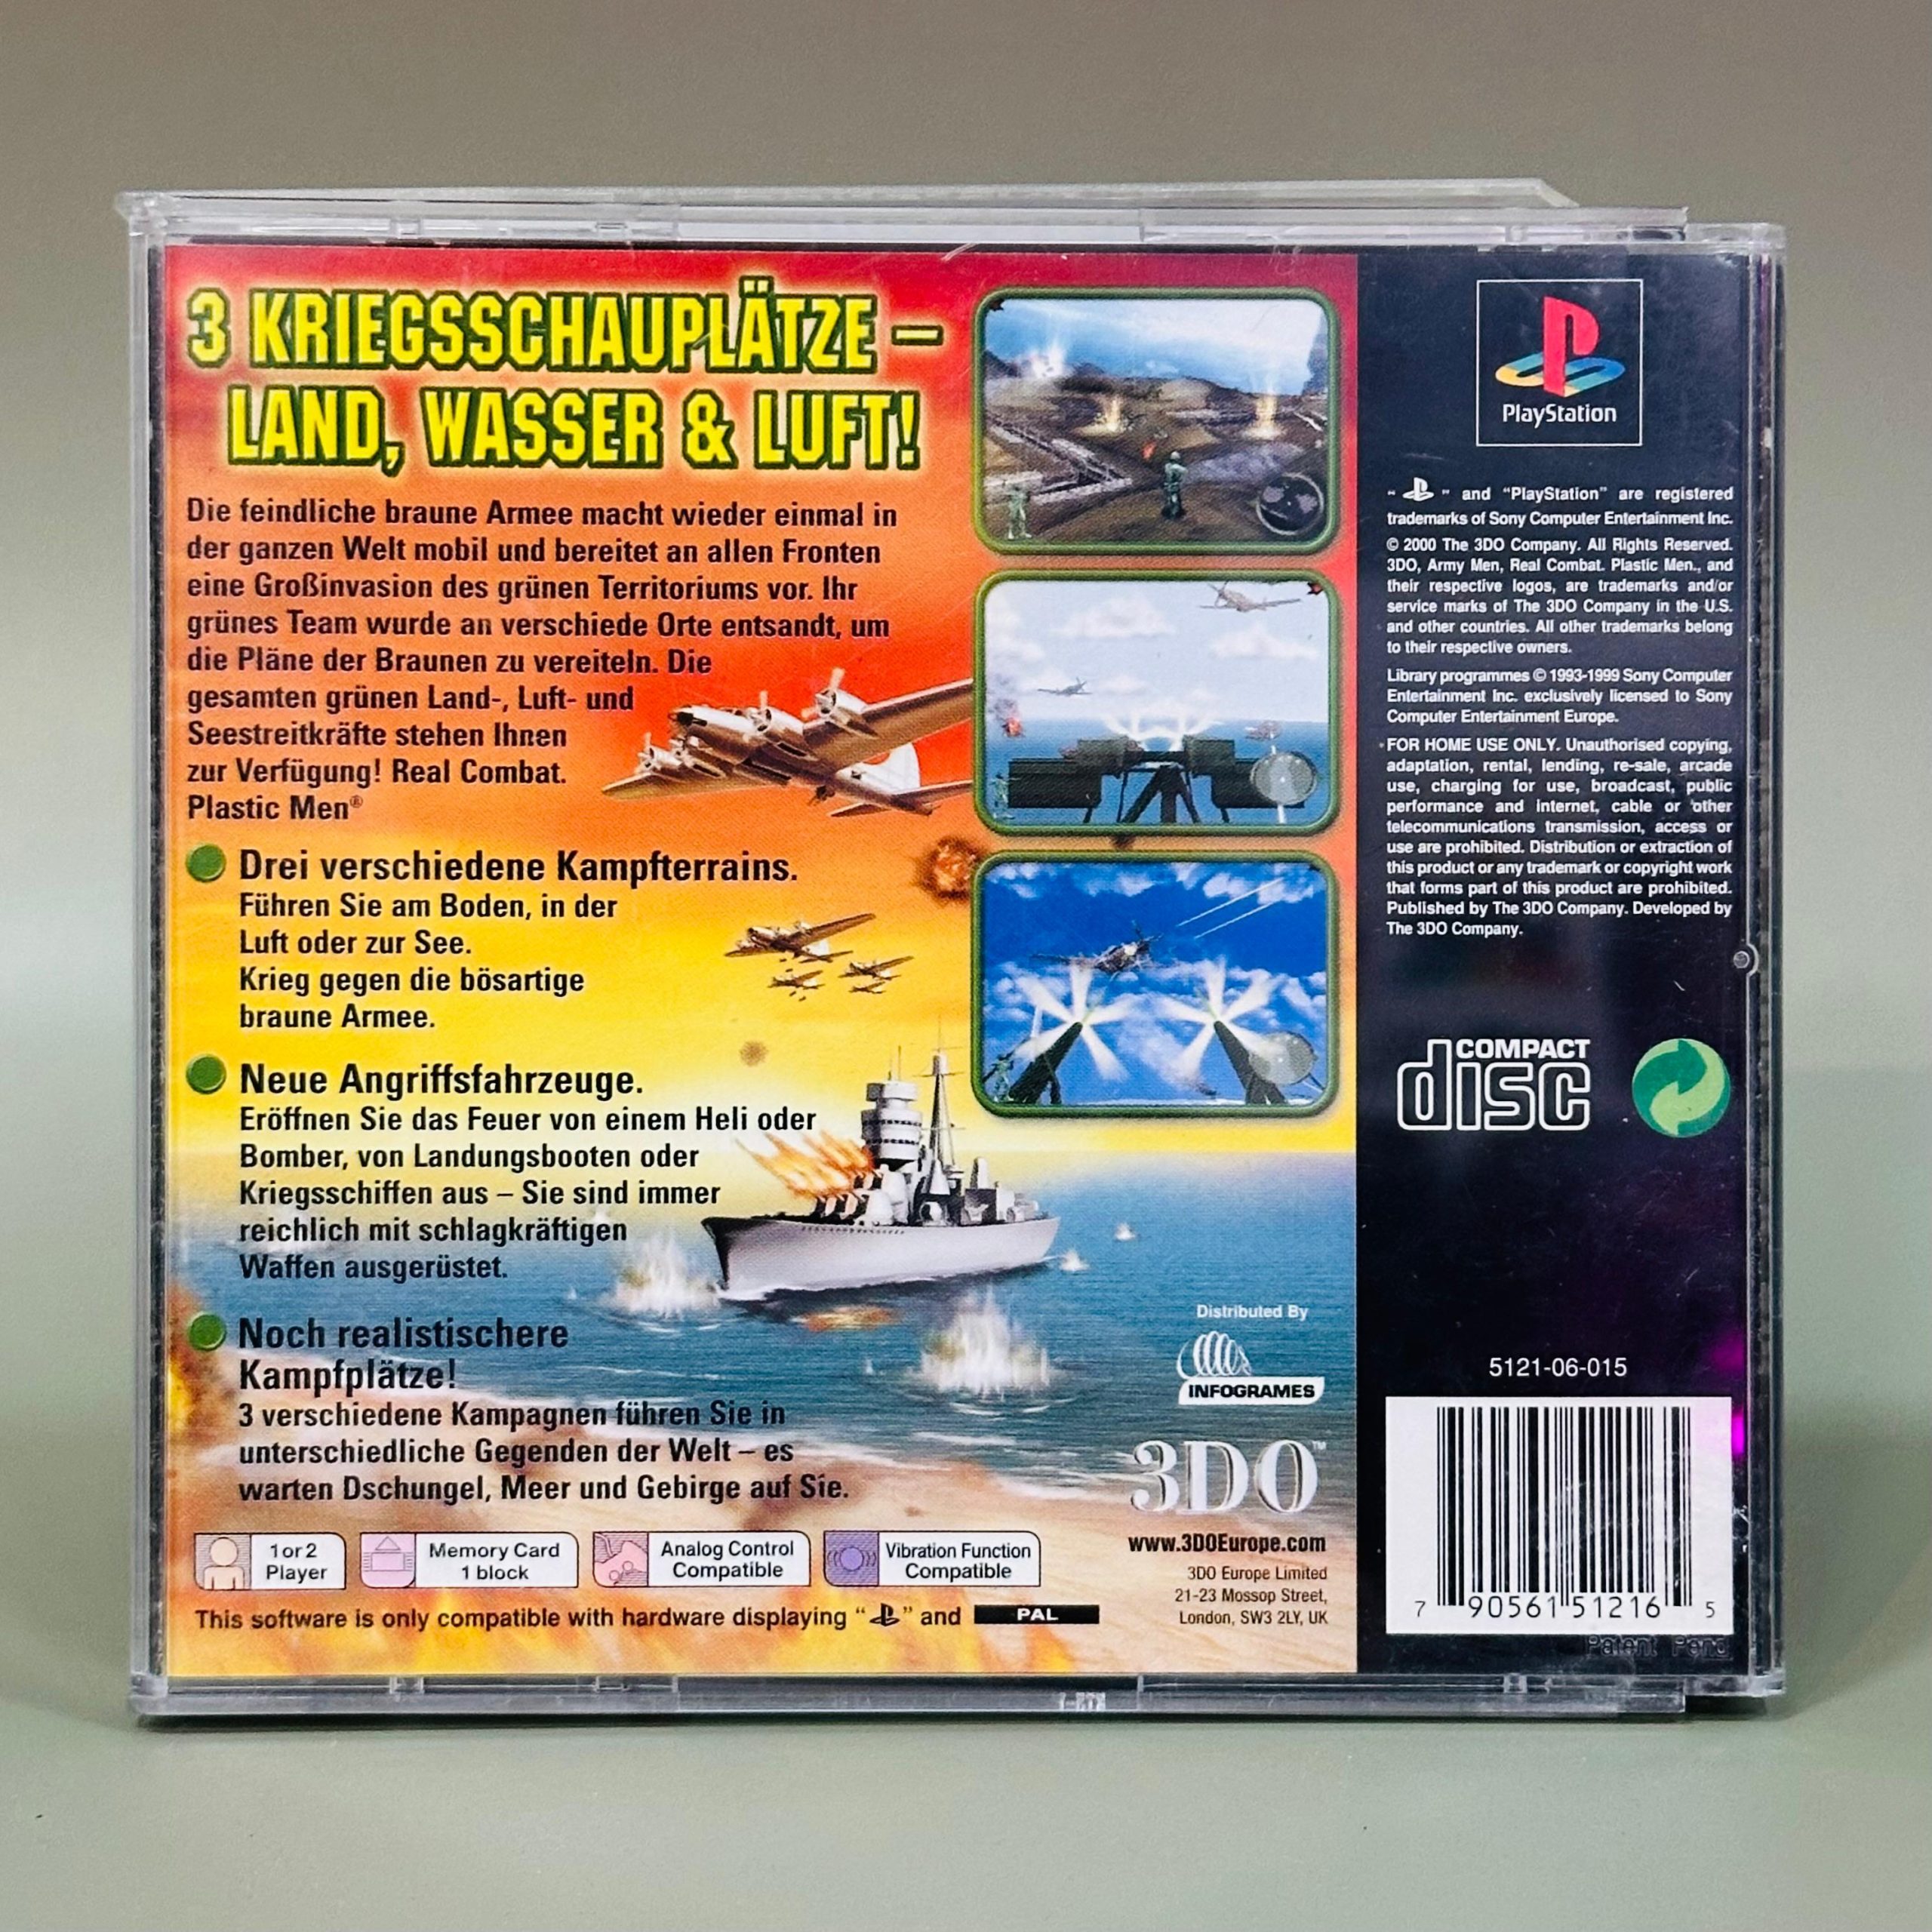 3 KRIEGSSCHAUPLÄTZE –
LAND, WASSER & LUFT!
Die feindliche braune Armee macht wieder einmal in
der ganzen Welt mobil und bereitet an allen Fronten
eine Großinvasion des grünen Territoriums vor. Ihr
grünes Team wurde an verschiede Orte entsandt, um
die Pläne der Braunen zu vereiteln. Die
gesamten grünen Land-, Luft- und
Seestreitkräfte stehen Ihnen
zur Verfügung! Real Combat.
Plastic Men®
Drei verschiedene Kampfterrains.
Führen Sie am Boden, in der
Luft oder zur See.
Krieg gegen die bösartige
braune Armee.
Neue Angriffsfahrzeuge.
Eröffnen Sie das Feuer von einem Heli oder
Bomber, von Landungsbooten oder
Kriegsschiffen aus – Sie sind immer
reichlich mit schlagkräftigen
Waffen ausgerüstet.
Noch realistischere
Kampfplätze!
3 verschiedene Kampagnen führen Sie in
unterschiedliche Gegenden der Welt – es
warten Dschungel, Meer und Gebirge auf Sie.
1 or 2
Player
Memory Card
1 block
Analog Control
Compatible
Vibration Function
Compatible
This software is only compatible with hardware displaying “ ” and PAL
Distributed By
INFOGRAMES
3DO™
www.3DOEurope.com
3DO Europe Limited
21-23 Mossop Street,
London, SW3 2LY, UK
PlayStation
“ ” and “PlayStation” are registered
trademarks of Sony Computer Entertainment Inc.
© 2000 The 3DO Company. All Rights Reserved.
3DO, Army Men, Real Combat. Plastic Men., and
their respective logos, are trademarks and/or
service marks of The 3DO Company in the U.S.
and other countries. All other trademarks belong
to their respective owners.
Library programmes © 1993-1999 Sony Computer
Entertainment Inc. exclusively licensed to Sony
Computer Entertainment Europe.
FOR HOME USE ONLY. Unauthorised copying,
adaptation, rental, lending, re-sale, arcade
use, charging for use, broadcast, public
performance and internet, cable or other
telecommunications transmission, access or
use are prohibited. Distribution or extraction of
this product or any trademark or copyright work
that forms part of this product are prohibited.
Published by The 3DO Company. Developed by
The 3DO Company.
COMPACT
disc
5121-06-015
7 90561 51216 5
Patent Pend